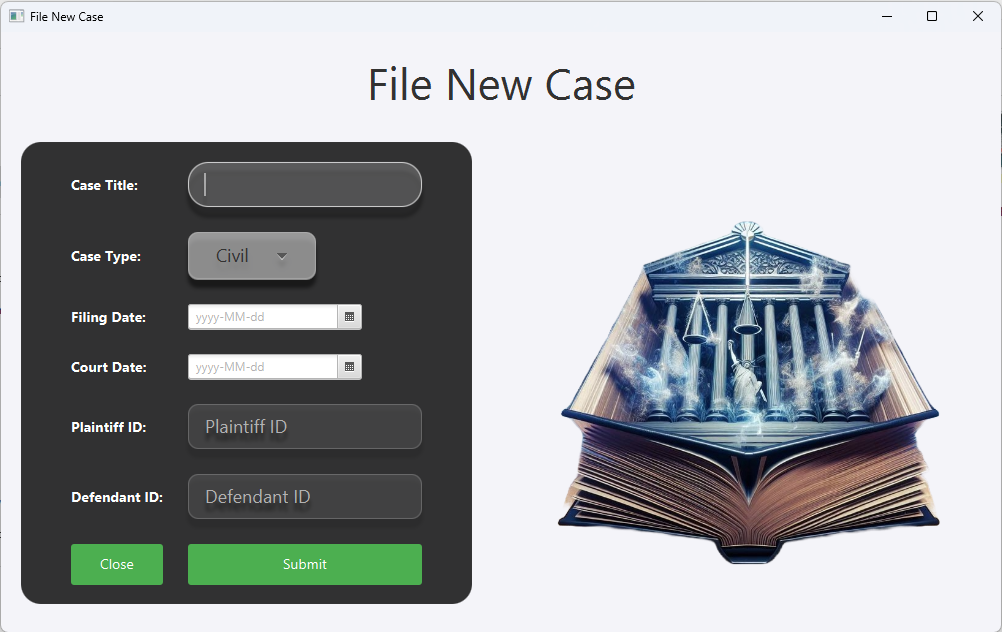 File New Case
File New Case
Case Title:
Case Type: Civil
Filing Date: yyyy-MM-dd
Court Date: yyyy-MM-dd
Plaintiff ID: Plaintiff ID
Defendant ID: Defendant ID
Close Submit